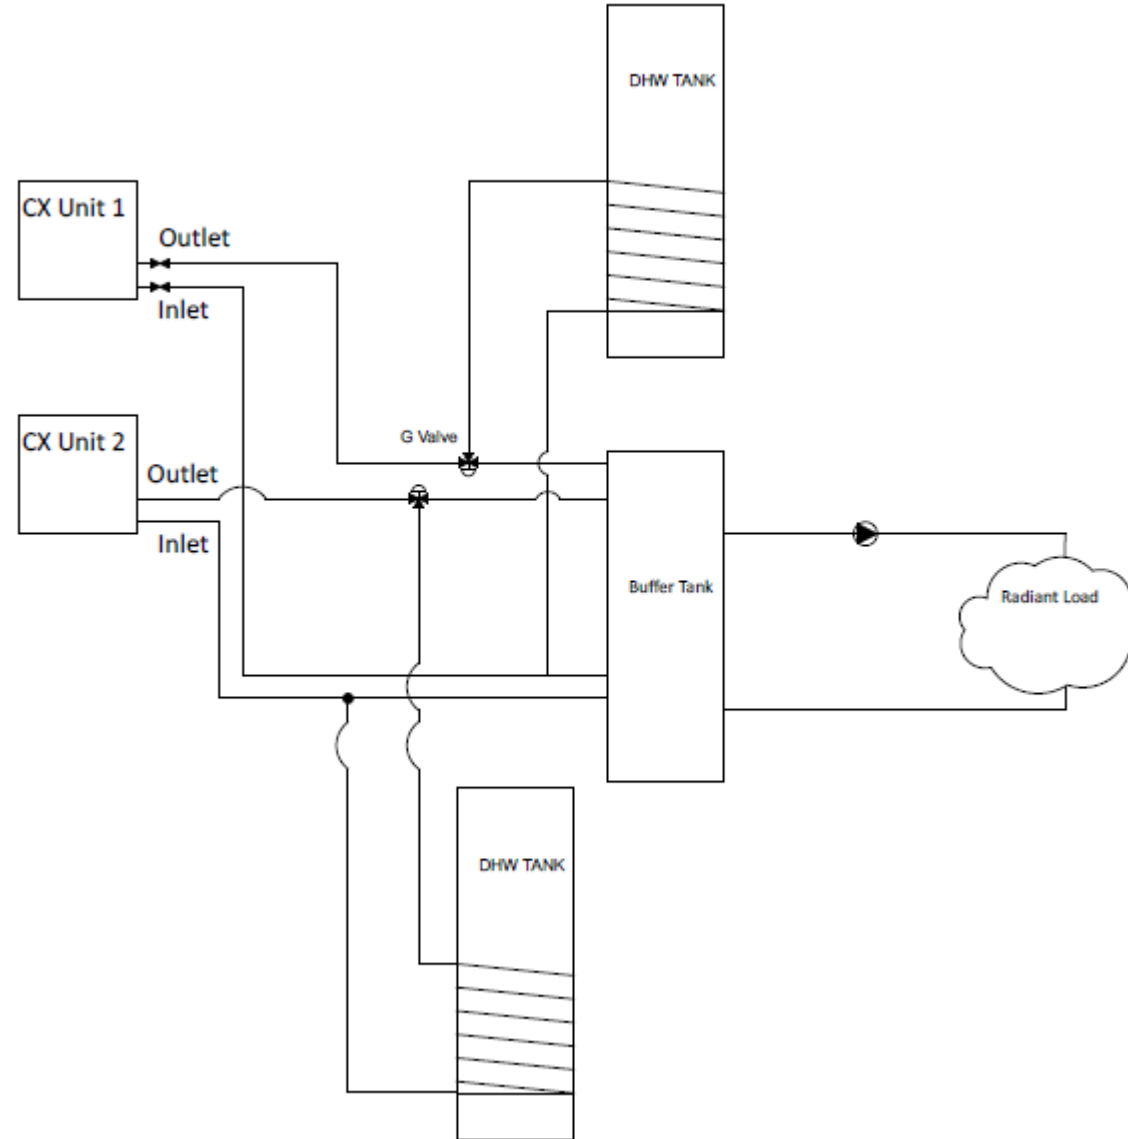 DHW TANK
CX Unit 1
Outlet
Inlet
CX Unit 2
G Valve
Outlet
Inlet
Buffer Tank
Radiant Load
DHW TANK